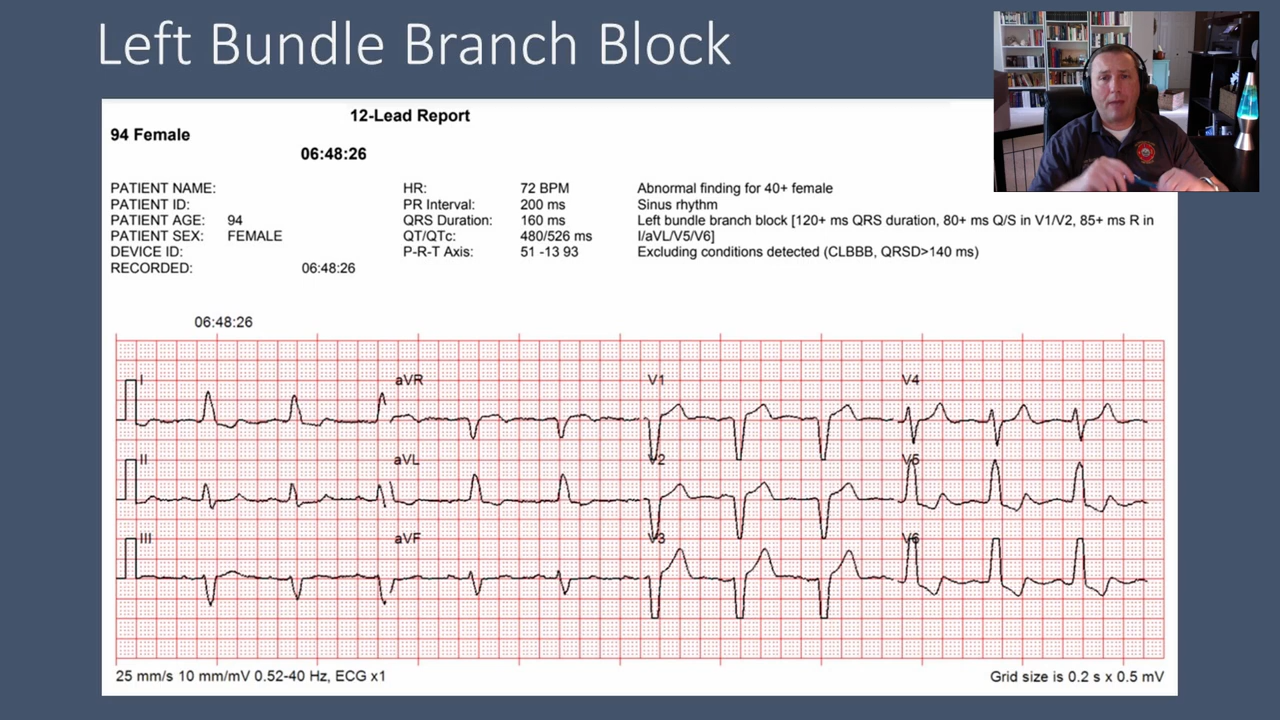 Left Bundle Branch Block
12-Lead Report
94 Female
06:48:26
PATIENT NAME:
PATIENT ID:
PATIENT AGE: 94
PATIENT SEX: FEMALE
DEVICE ID:
RECORDED: 06:48:26
HR: 72 BPM
PR Interval: 200 ms
QRS Duration: 160 ms
QT/QTc: 480/526 ms
P-R-T Axis: 51 -13 93
Abnormal finding for 40+ female
Sinus rhythm
Left bundle branch block [120+ ms QRS duration, 80+ ms Q/S in V1/V2, 85+ ms R in
I/aVL/V5/V6]
Excluding conditions detected (CLBBB, QRSD>140 ms)
06:48:26
I aVR V1 V4
II aVL V2 V5
III aVF V3 V6
25 mm/s 10 mm/mV 0.52-40 Hz, ECG x1
Grid size is 0.2 s x 0.5 mV